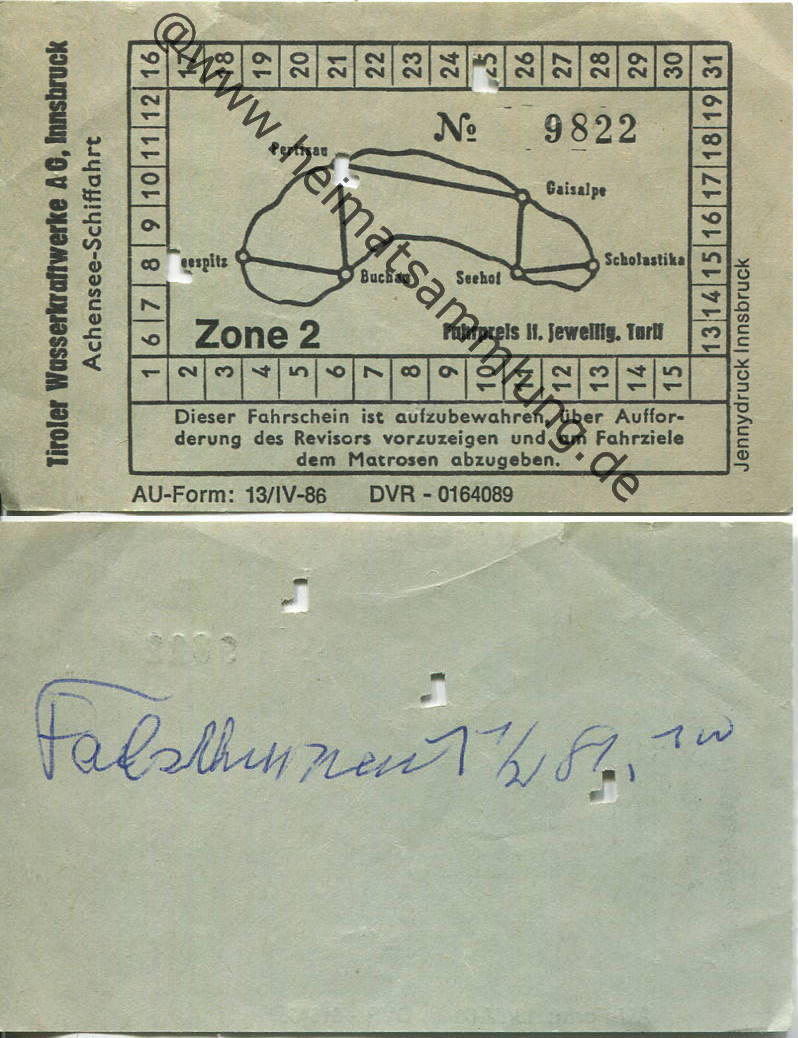 Tiroler Wasserkraftwerke AG, Innsbruck
Achensee-Schiffahrt
16 17 18 19 20 21 22 23 24 25 26 27 28 29 30 31
12 11 10 9 8 7 6
19 18 17 16 15 14 13
№ 9822
Pertisau
Gaisalpe
eespitz
Buchau
Seehof
Scholastika
Zone 2
Fahrpreis lt. jeweilig. Tarif
1 2 3 4 5 6 7 8 9 10 11 12 13 14 15
Dieser Fahrschein ist aufzubewahren, über Auffor-
derung des Revisors vorzuzeigen und am Fahrziele
dem Matrosen abzugeben.
AU-Form: 13/IV-86 DVR - 0164089
Jennydruck Innsbruck
@www.heimatsammlung.de